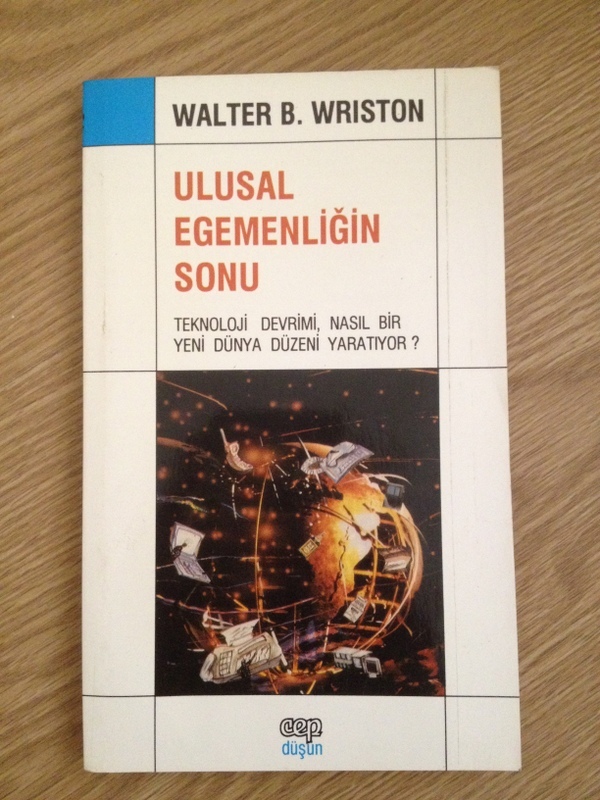 WALTER B. WRISTON
ULUSAL
EGEMENLİĞİN
SONU
TEKNOLOJİ DEVRİMİ, NASIL BİR
YENİ DÜNYA DÜZENİ YARATIYOR ?
cep
düşün